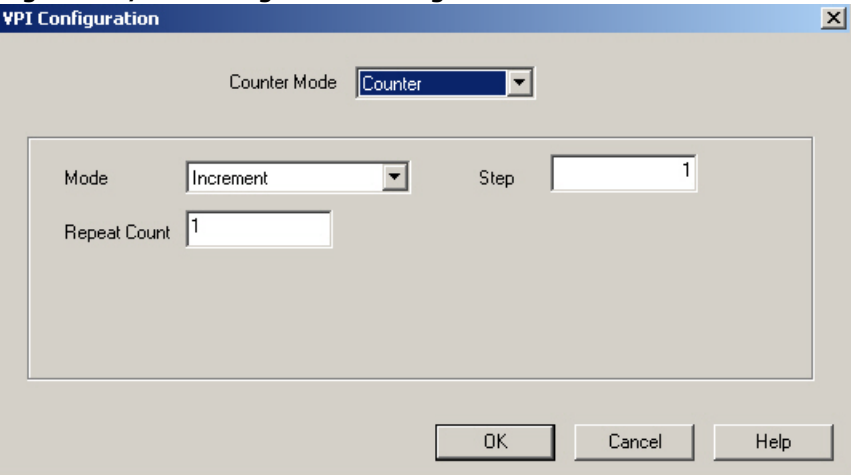 VPI Configuration
Counter Mode Counter
Mode Increment Step 1
Repeat Count 1
OK Cancel Help